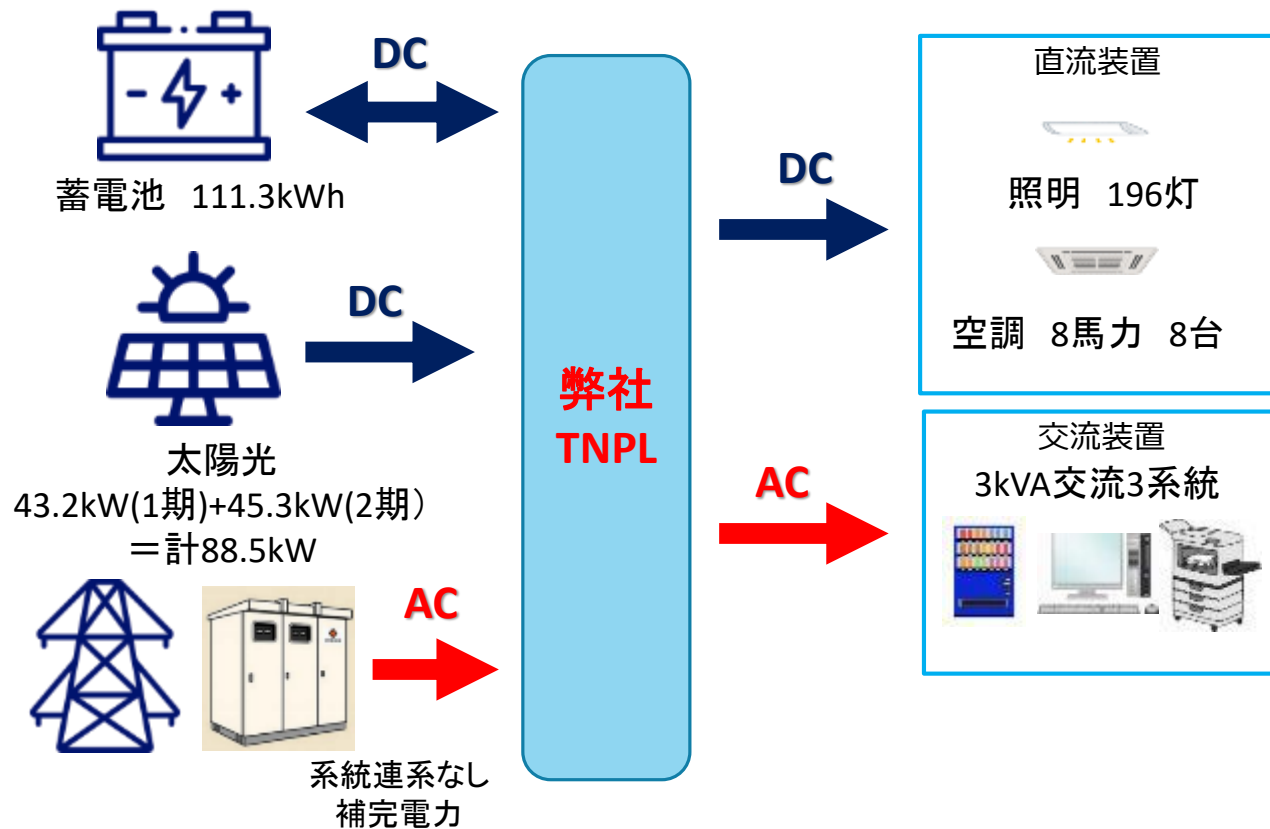 DC
蓄電池 111.3kWh
DC
太陽光
43.2kW(1期)+45.3kW(2期）
＝計88.5kW
AC
系統連系なし
補完電力
弊社
TNPL
DC
直流装置
照明 196灯
空調 8馬力 8台
AC
交流装置
3kVA交流3系統